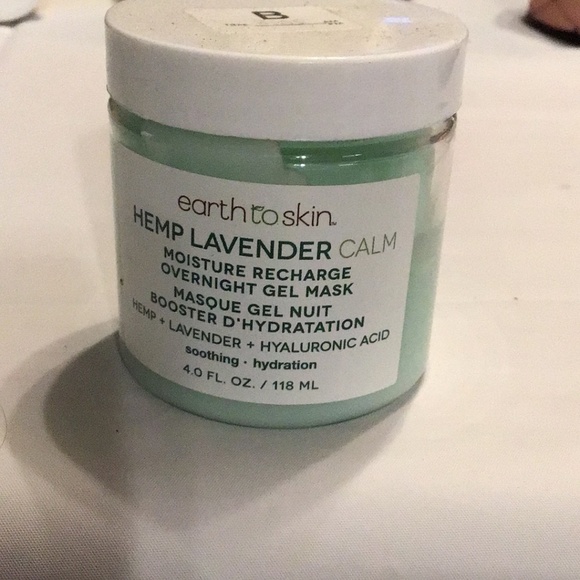 B
earth to skin™
HEMP LAVENDER CALM
MOISTURE RECHARGE
OVERNIGHT GEL MASK
MASQUE GEL NUIT
BOOSTER D'HYDRATATION
HEMP + LAVENDER + HYALURONIC ACID
soothing · hydration
4.0 FL. OZ. / 118 ML